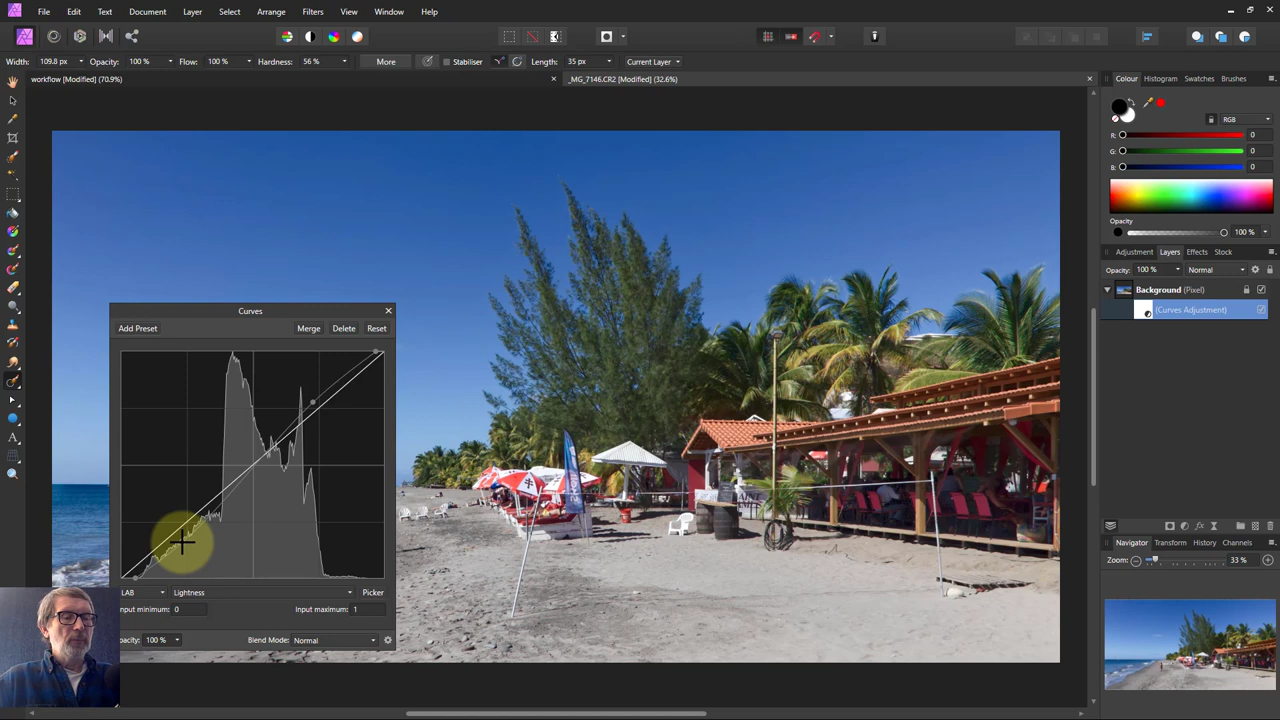 File Edit Text Document Layer Select Arrange Filters View Window Help
Width: 109.8 px Opacity: 100 % Flow: 100 % Hardness: 56 % More Stabiliser Length: 35 px Current Layer
workflow [Modified] (70.9%)
_MG_7146.CR2 [Modified] (32.6%)
Colour Histogram Swatches Brushes
RGB
R: 0
G: 0
B: 0
Opacity
100 %
Adjustment Layers Effects Stock
Opacity: 100 % Normal
Background (Pixel)
(Curves Adjustment)
Curves
Add Preset Merge Delete Reset
LAB Lightness Picker
Input minimum: 0 Input maximum: 1
pacity: 100 % Blend Mode: Normal
Navigator Transform History Channels
Zoom: 33 %